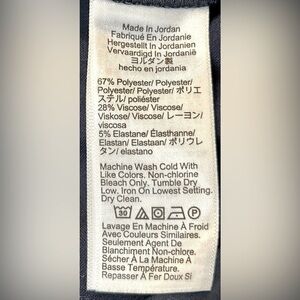 Made In Jordan
Fabriqué En Jordanie
Hergestellt In Jordanien
Vervaardigd In Jordanië
ヨルダン製
hecho en jordania
67% Polyester/ Polyester/
Polyester/ Polyester/ ポリエ
ステル/ poliéster
28% Viscose/ Viscose/
Viskose/ Viscose/ レーヨン/
viscosa
5% Elastane/ Élasthanne/
Elastan/ Elastaan/ ポリウレ
タン/ elastano
Machine Wash Cold With
Like Colors. Non-chlorine
Bleach Only. Tumble Dry
Low. Iron On Lowest Setting.
Dry Clean.
30
Lavage En Machine À Froid
Avec Couleurs Similaires.
Seulement Agent De
Blanchiment Non-chlore.
Sécher À La Machine À
Basse Température.
Repasser À Fer Doux Si